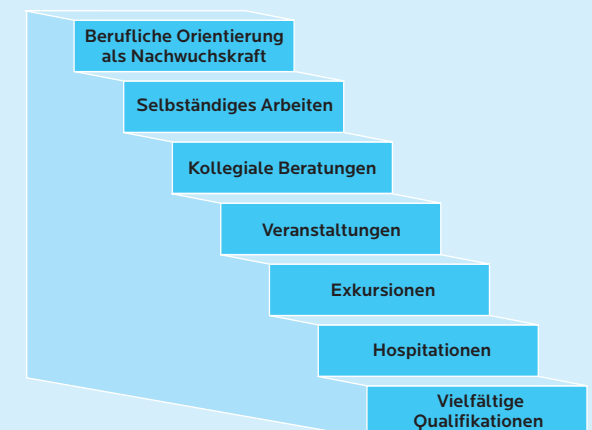 Berufliche Orientierung
als Nachwuchskraft
Selbständiges Arbeiten
Kollegiale Beratungen
Veranstaltungen
Exkursionen
Hospitationen
Vielfältige
Qualifikationen